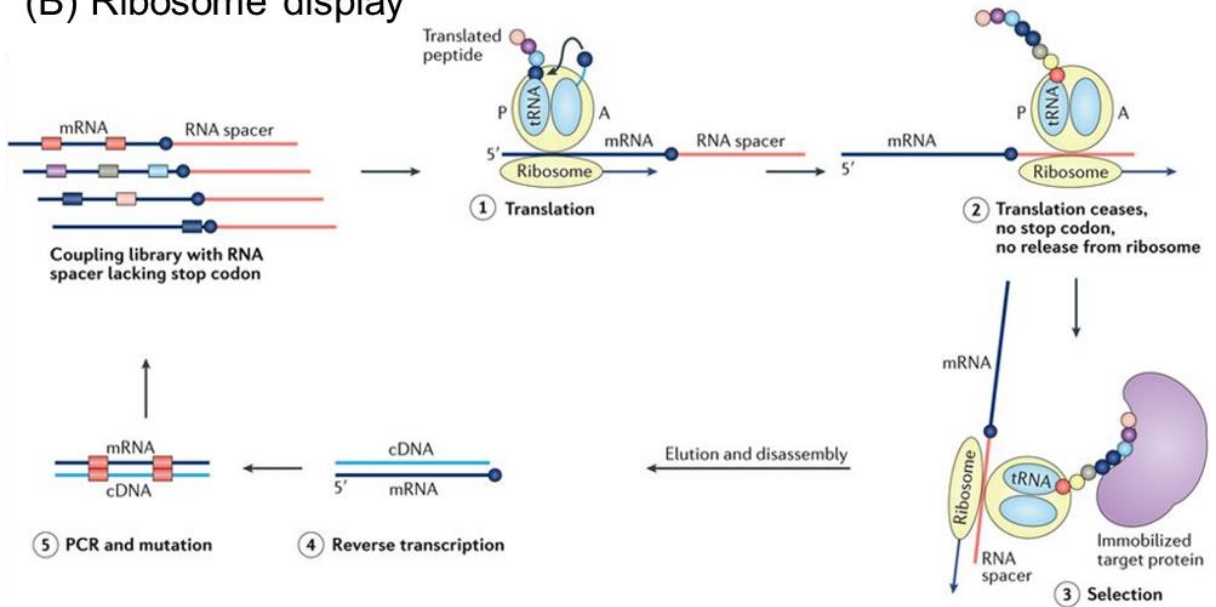 (B) Ribosome display
mRNA
RNA spacer
Coupling library with RNA
spacer lacking stop codon
Translated
peptide
P
tRNA
A
5′
mRNA
RNA spacer
Ribosome
1 Translation
P
tRNA
A
mRNA
5′
Ribosome
2 Translation ceases,
no stop codon,
no release from ribosome
mRNA
Ribosome
tRNA
RNA
spacer
Immobilized
target protein
3 Selection
Elution and disassembly
cDNA
5′
mRNA
4 Reverse transcription
mRNA
cDNA
5 PCR and mutation